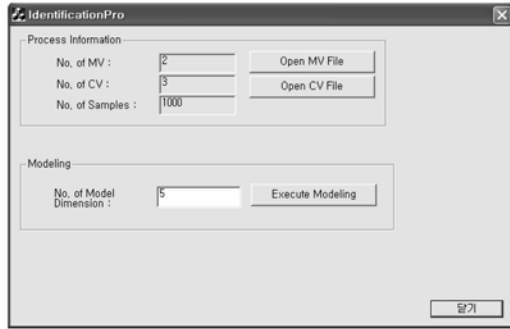 IdentificationPro
Process Information
No, of MV : 2 Open MV File
No, of CV : 3 Open CV File
No, of Samples : 1000
Modeling
No, of Model
Dimension : 5 Execute Modeling
닫기